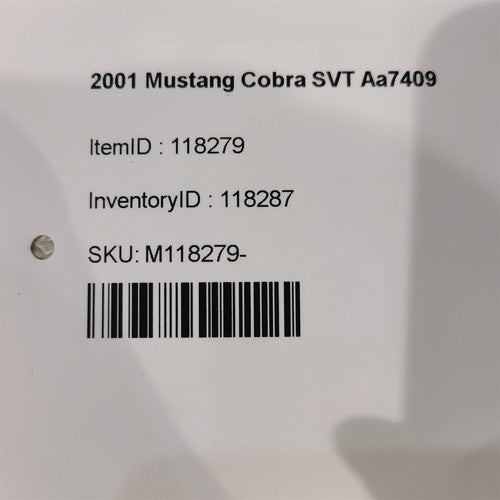 2001 Mustang Cobra SVT Aa7409
ItemID : 118279
InventoryID : 118287
SKU: M118279-